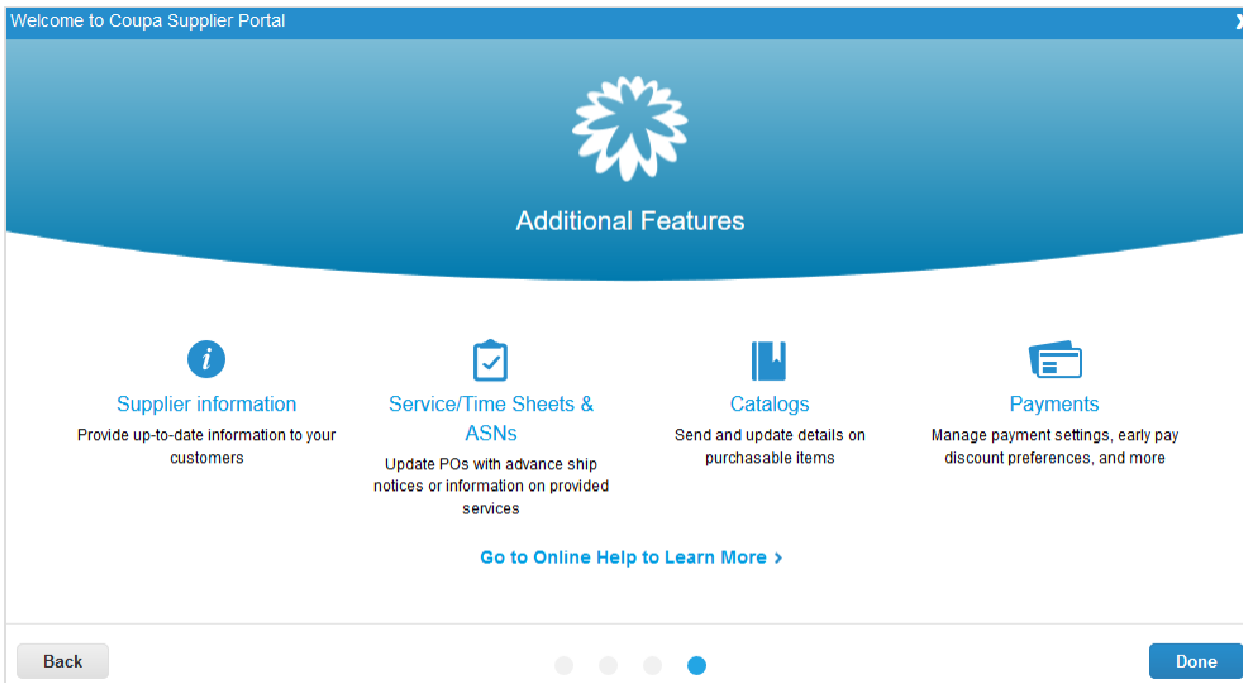 Welcome to Coupa Supplier Portal
Additional Features
Supplier information
Provide up-to-date information to your
customers
Service/Time Sheets &
ASNs
Update POs with advance ship
notices or information on provided
services
Catalogs
Send and update details on
purchasable items
Payments
Manage payment settings, early pay
discount preferences, and more
Go to Online Help to Learn More >
Back
Done